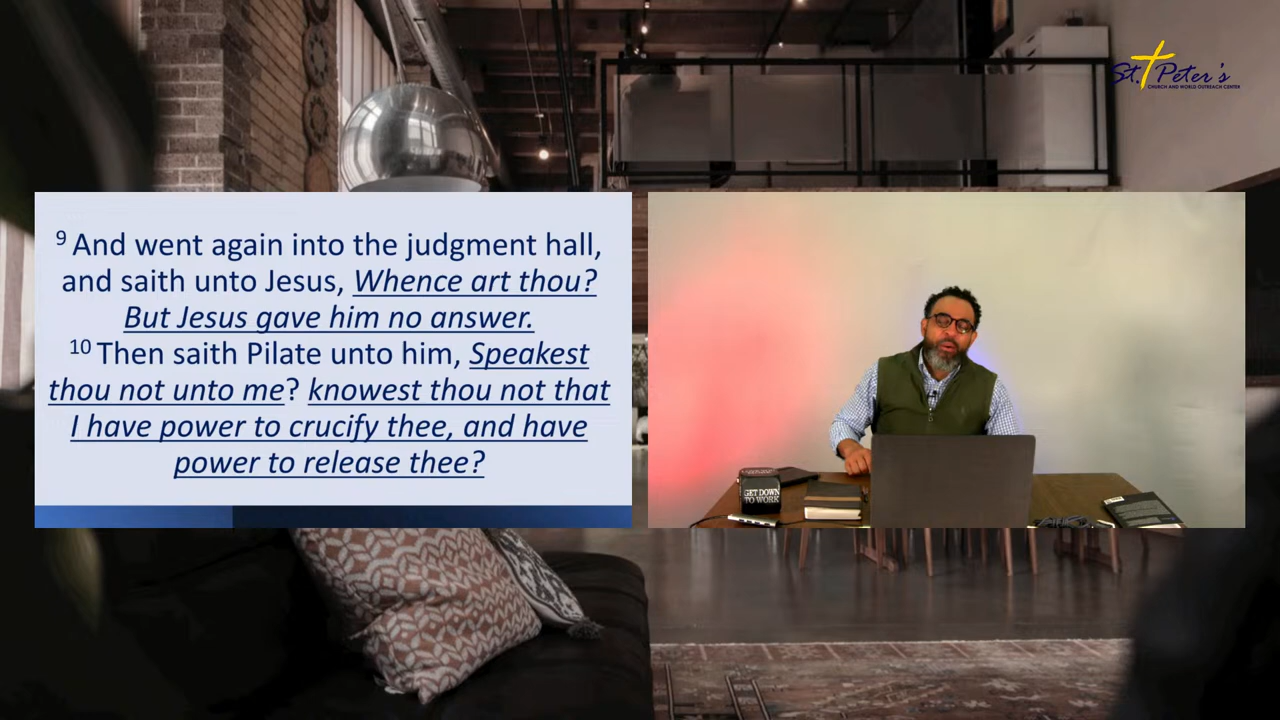 St. Peter's
CHURCH AND WORLD OUTREACH CENTER
9 And went again into the judgment hall,
and saith unto Jesus, Whence art thou?
But Jesus gave him no answer.
10 Then saith Pilate unto him, Speakest
thou not unto me? knowest thou not that
I have power to crucify thee, and have
power to release thee?
GET DOWN
TO WORK